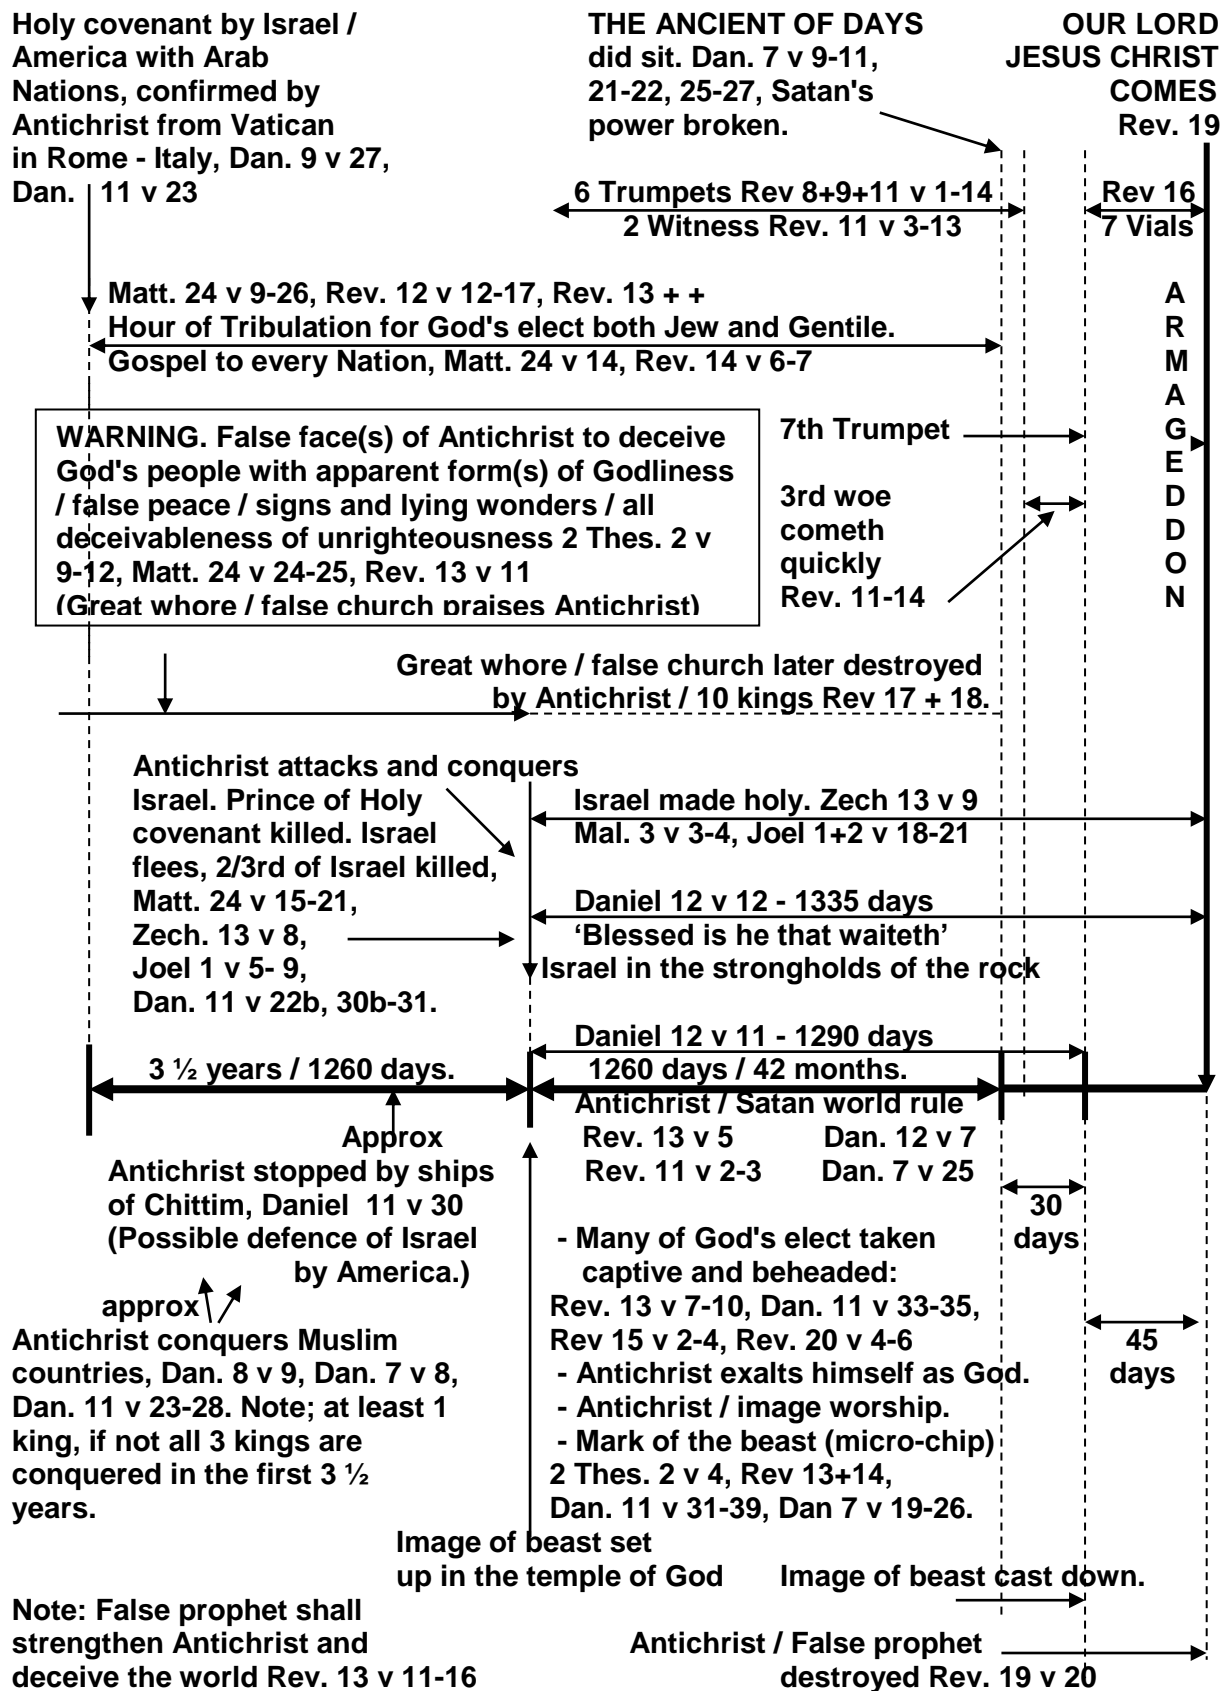 Holy covenant by Israel /
America with Arab
Nations, confirmed by
Antichrist from Vatican
in Rome - Italy, Dan. 9 v 27,
Dan. 11 v 23
THE ANCIENT OF DAYS
did sit. Dan. 7 v 9-11,
21-22, 25-27, Satan's
power broken.
OUR LORD
JESUS CHRIST
COMES
Rev. 19
6 Trumpets Rev 8+9+11 v 1-14
2 Witness Rev. 11 v 3-13
Rev 16
7 Vials
Matt. 24 v 9-26, Rev. 12 v 12-17, Rev. 13 + +
Hour of Tribulation for God's elect both Jew and Gentile.
Gospel to every Nation, Matt. 24 v 14, Rev. 14 v 6-7
A
R
M
A
G
E
D
D
O
N
WARNING. False face(s) of Antichrist to deceive
God's people with apparent form(s) of Godliness
/ false peace / signs and lying wonders / all
deceivableness of unrighteousness 2 Thes. 2 v
9-12, Matt. 24 v 24-25, Rev. 13 v 11
(Great whore / false church praises Antichrist)
7th Trumpet
3rd woe
cometh
quickly
Rev. 11-14
Great whore / false church later destroyed
by Antichrist / 10 kings Rev 17 + 18.
Antichrist attacks and conquers
Israel. Prince of Holy
covenant killed. Israel
flees, 2/3rd of Israel killed,
Matt. 24 v 15-21,
Zech. 13 v 8,
Joel 1 v 5- 9,
Dan. 11 v 22b, 30b-31.
Israel made holy. Zech 13 v 9
Mal. 3 v 3-4, Joel 1+2 v 18-21
Daniel 12 v 12 - 1335 days
‘Blessed is he that waiteth’
Israel in the strongholds of the rock
Daniel 12 v 11 - 1290 days
3 ½ years / 1260 days.
1260 days / 42 months.
Antichrist / Satan world rule
Rev. 13 v 5 Dan. 12 v 7
Rev. 11 v 2-3 Dan. 7 v 25
Approx
Antichrist stopped by ships
of Chittim, Daniel 11 v 30
(Possible defence of Israel
by America.)
approx
Antichrist conquers Muslim
countries, Dan. 8 v 9, Dan. 7 v 8,
Dan. 11 v 23-28. Note; at least 1
king, if not all 3 kings are
conquered in the first 3 ½
years.
30
days
- Many of God's elect taken
captive and beheaded:
Rev. 13 v 7-10, Dan. 11 v 33-35,
Rev 15 v 2-4, Rev. 20 v 4-6
- Antichrist exalts himself as God.
- Antichrist / image worship.
- Mark of the beast (micro-chip)
2 Thes. 2 v 4, Rev 13+14,
Dan. 11 v 31-39, Dan 7 v 19-26.
45
days
Image of beast set
up in the temple of God
Image of beast cast down.
Note: False prophet shall
strengthen Antichrist and
deceive the world Rev. 13 v 11-16
Antichrist / False prophet
destroyed Rev. 19 v 20